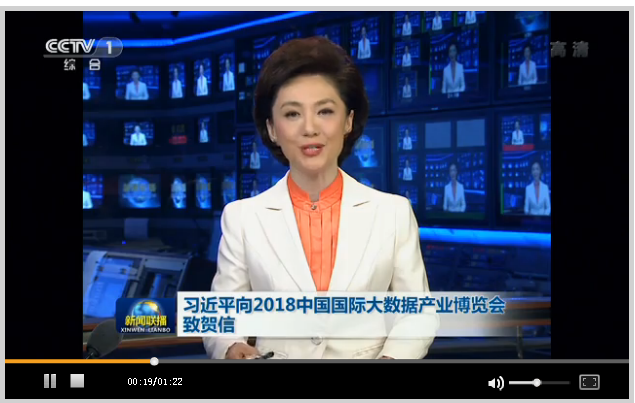 CCTV 1
综合
高清
习近平向2018中国国际大数据产业博览会
致贺信
新闻联播
XINWEN LIANBO
00:19/01:22